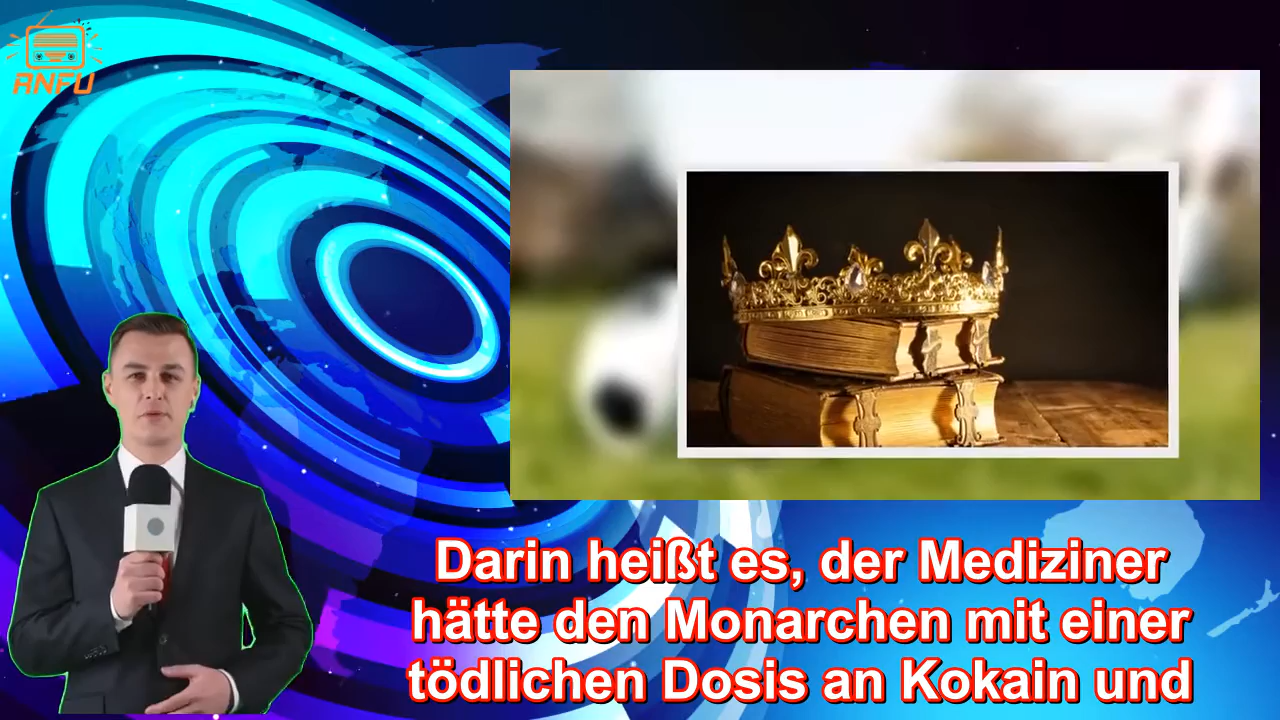 RNFU
Darin heißt es, der Mediziner
hätte den Monarchen mit einer
tödlichen Dosis an Kokain und